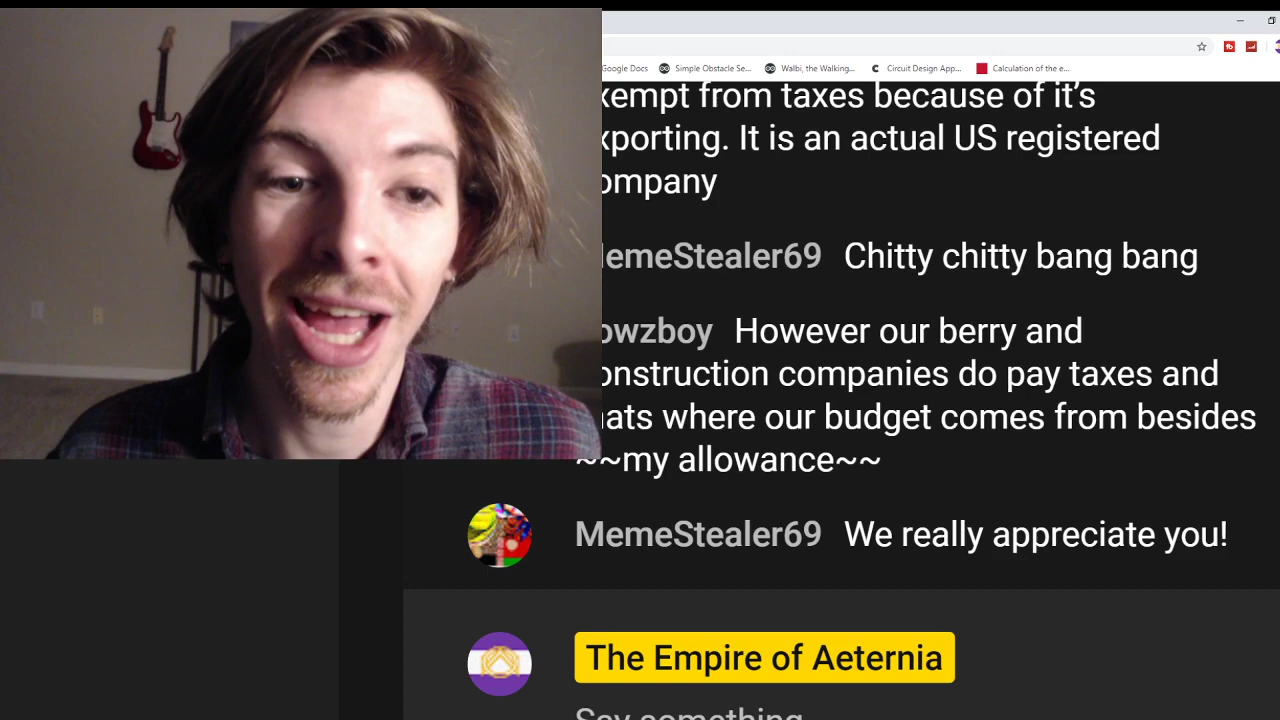 Google Docs Simple Obstacle Se... Walbi, the Walking... Circuit Design App... Calculation of the e...
xempt from taxes because of it's
xporting. It is an actual US registered
ompany
emeStealer69 Chitty chitty bang bang
owzboy However our berry and
onstruction companies do pay taxes and
hats where our budget comes from besides
~~my allowance~~
MemeStealer69 We really appreciate you!
The Empire of Aeternia
Say something